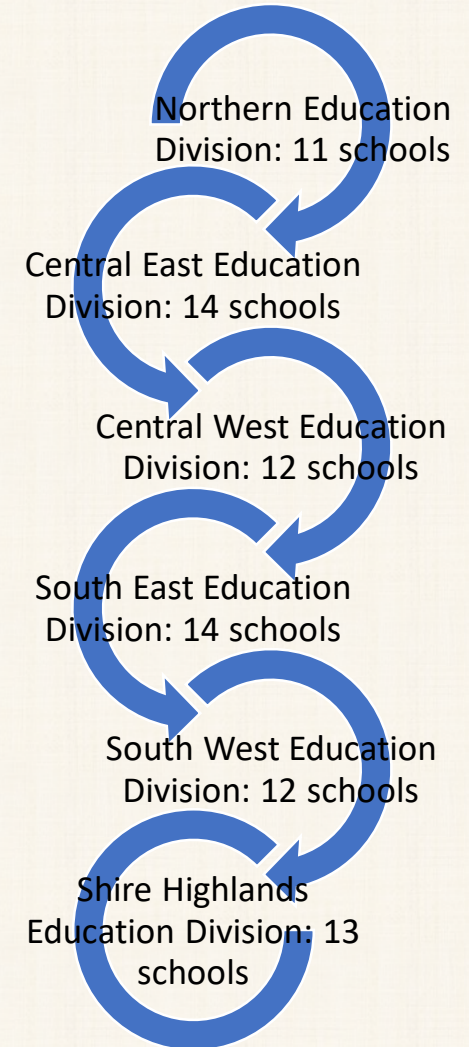 Northern Education
Division: 11 schools
Central East Education
Division: 14 schools
Central West Education
Division: 12 schools
South East Education
Division: 14 schools
South West Education
Division: 12 schools
Shire Highlands
Education Division: 13
schools